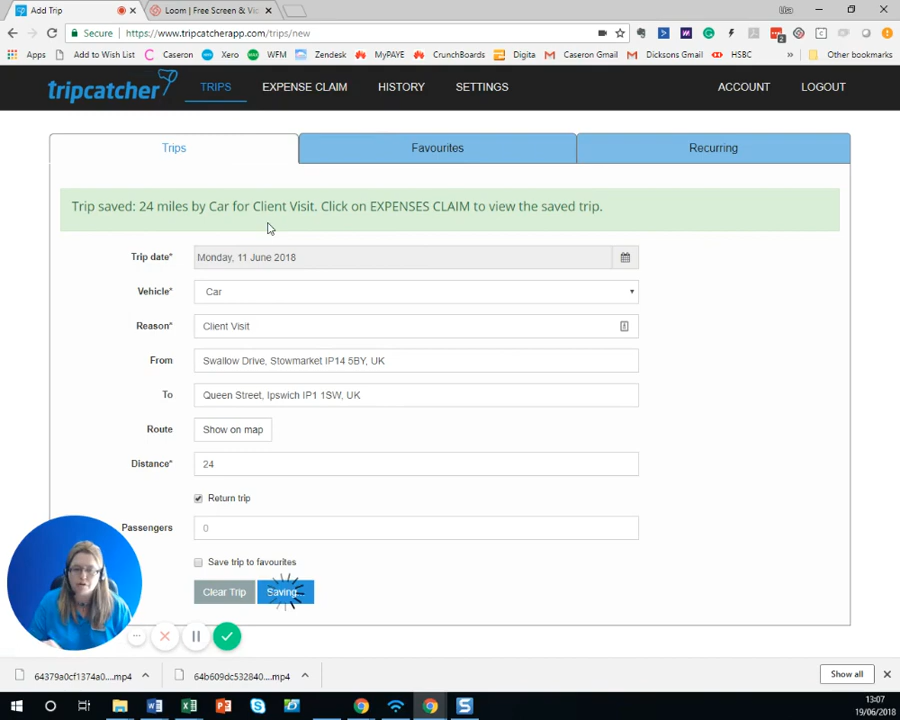 Add Trip
Loom | Free Screen & Vid
Secure
https://www.tripcatcherapp.com/trips/new
Apps
Add to Wish List
Caseron
Xero
WFM
Zendesk
MyPAYE
CrunchBoards
Digita
Caseron Gmail
Dicksons Gmail
HSBC
»
Other bookmarks
tripcatcher
TRIPS
EXPENSE CLAIM
HISTORY
SETTINGS
ACCOUNT
LOGOUT
Trips
Favourites
Recurring
Trip saved: 24 miles by Car for Client Visit. Click on EXPENSES CLAIM to view the saved trip.
Trip date*
Monday, 11 June 2018
Vehicle*
Car
Reason*
Client Visit
From
Swallow Drive, Stowmarket IP14 5BY, UK
To
Queen Street, Ipswich IP1 1SW, UK
Route
Show on map
Distance*
24
Return trip
Passengers
0
Save trip to favourites
Clear Trip
Saving...
64379a0cf1374a0....mp4
64b609dc532840....mp4
Show all
13:07
19/06/2018